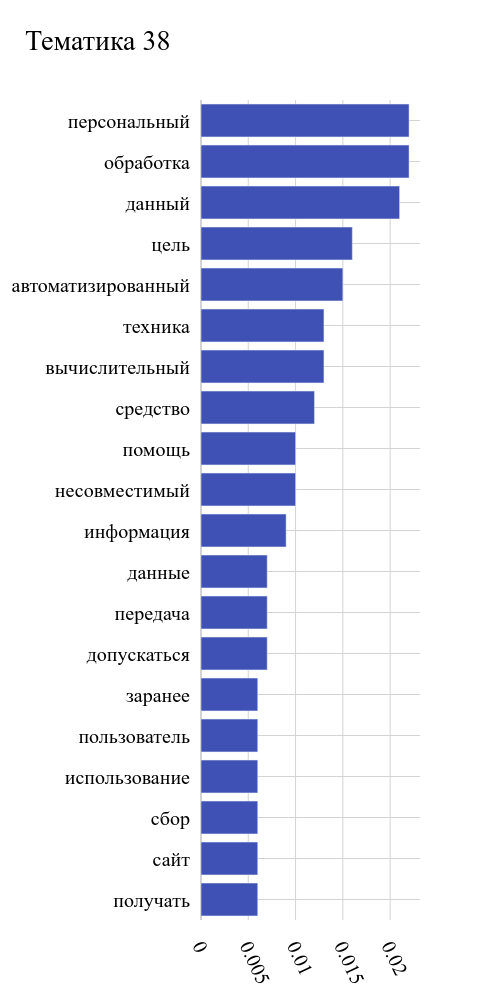 Тематика 38
персональный
обработка
данный
цель
автоматизированный
техника
вычислительный
средство
помощь
несовместимый
информация
данные
передача
допускаться
заранее
пользователь
использование
сбор
сайт
получать
0
0.005
0.01
0.015
0.02